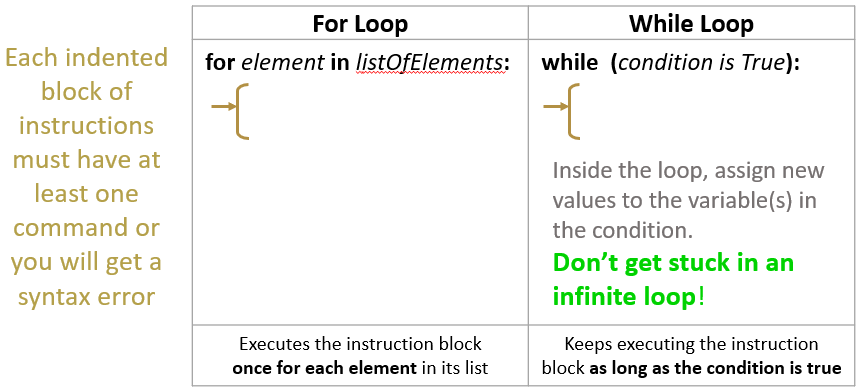 Each indented
block of
instructions
must have at
least one
command or
you will get a
syntax error
For Loop
for element in listOfElements:
Executes the instruction block
once for each element in its list
While Loop
while (condition is True):
Inside the loop, assign new
values to the variable(s) in
the condition.
Don’t get stuck in an
infinite loop!
Keeps executing the instruction
block as long as the condition is true